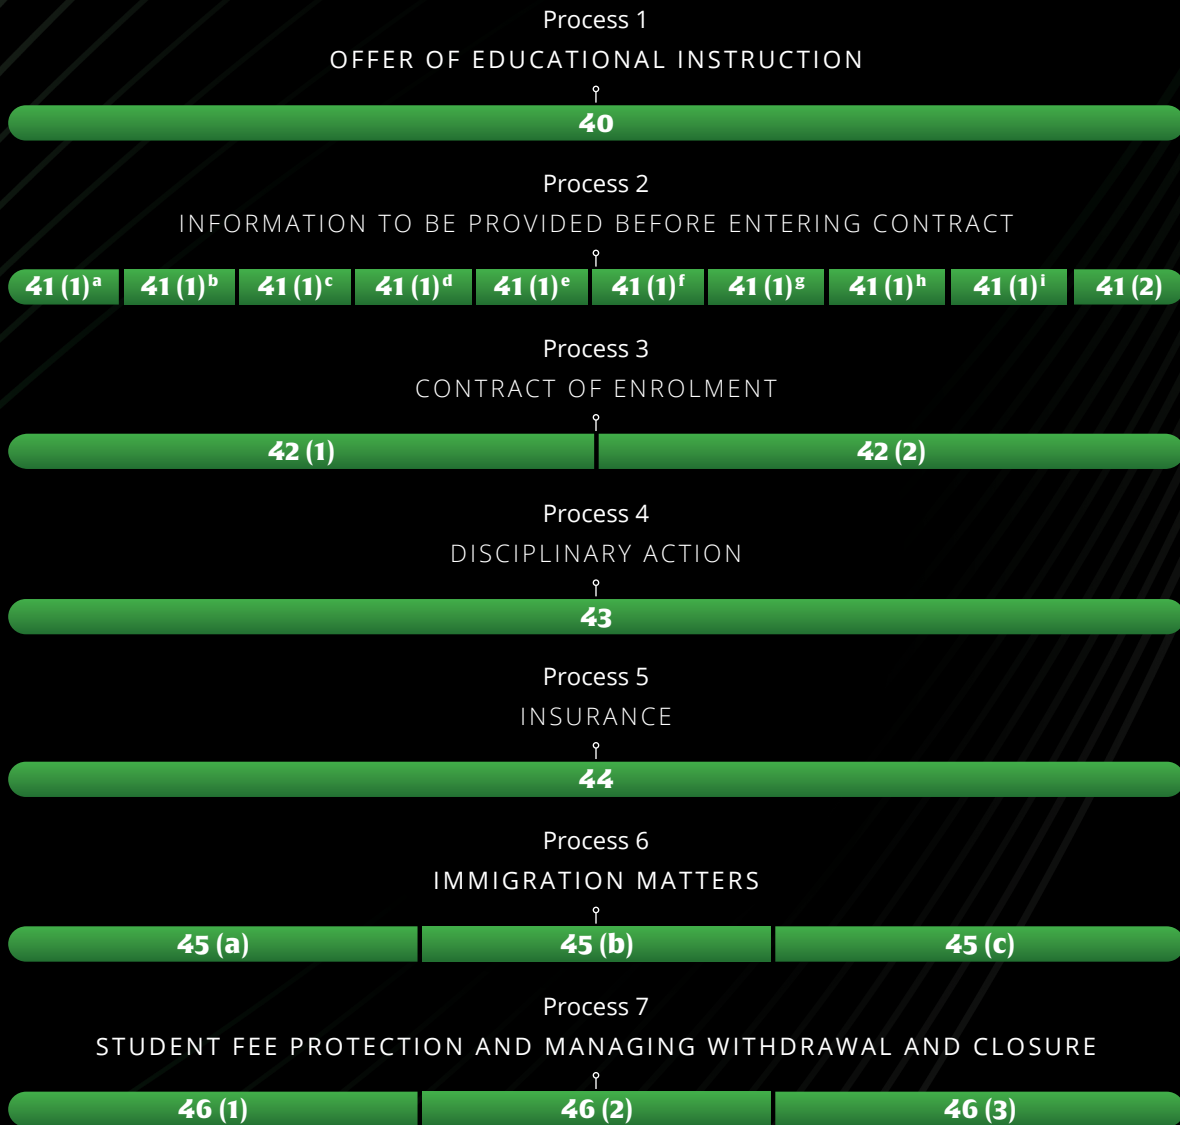 Process 1
OFFER OF EDUCATIONAL INSTRUCTION
40
Process 2
INFORMATION TO BE PROVIDED BEFORE ENTERING CONTRACT
41 (1)ᵃ 41 (1)ᵇ 41 (1)ᶜ 41 (1)ᵈ 41 (1)ᵉ 41 (1)ᶠ 41 (1)ᵍ 41 (1)ʰ 41 (1)ⁱ 41 (2)
Process 3
CONTRACT OF ENROLMENT
42 (1) 42 (2)
Process 4
DISCIPLINARY ACTION
43
Process 5
INSURANCE
44
Process 6
IMMIGRATION MATTERS
45 (a) 45 (b) 45 (c)
Process 7
STUDENT FEE PROTECTION AND MANAGING WITHDRAWAL AND CLOSURE
46 (1) 46 (2) 46 (3)